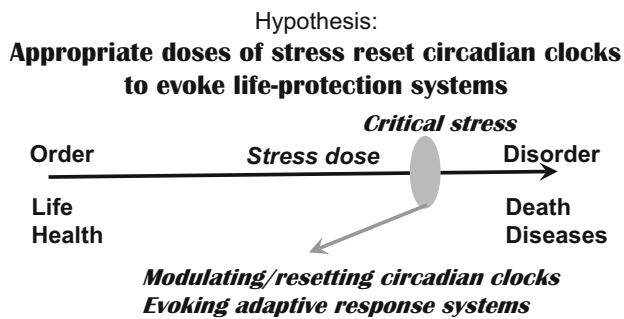 Hypothesis:
Appropriate doses of stress reset circadian clocks
to evoke life-protection systems
Critical stress
Order
Stress dose
Disorder
Life
Health
Death
Diseases
Modulating/resetting circadian clocks
Evoking adaptive response systems